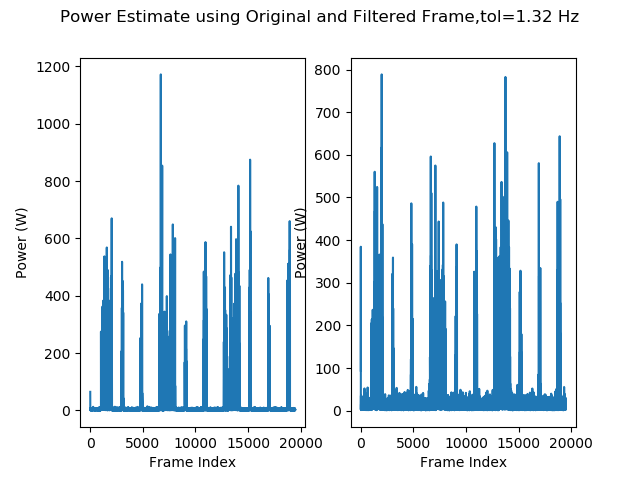 Power Estimate using Original and Filtered Frame,tol=1.32 Hz
Power (W)
1200
1000
800
600
400
200
0
0 5000 10000 15000 20000
Frame Index
Power (W)
800
700
600
500
400
300
200
100
0
0 5000 10000 15000 20000
Frame Index